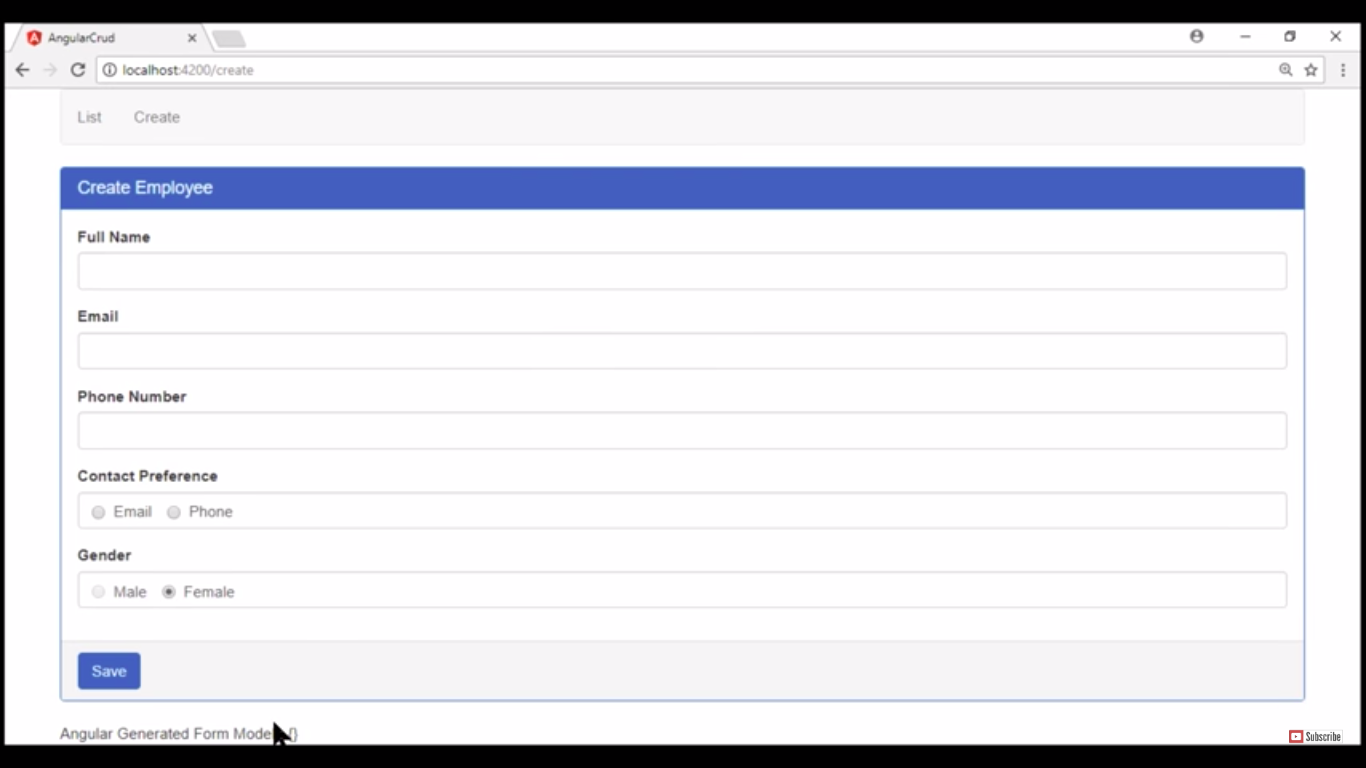 AngularCrud
localhost:4200/create
List Create
Create Employee
Full Name
Email
Phone Number
Contact Preference
Email Phone
Gender
Male Female
Save
Angular Generated Form Mode {}
Subscribe